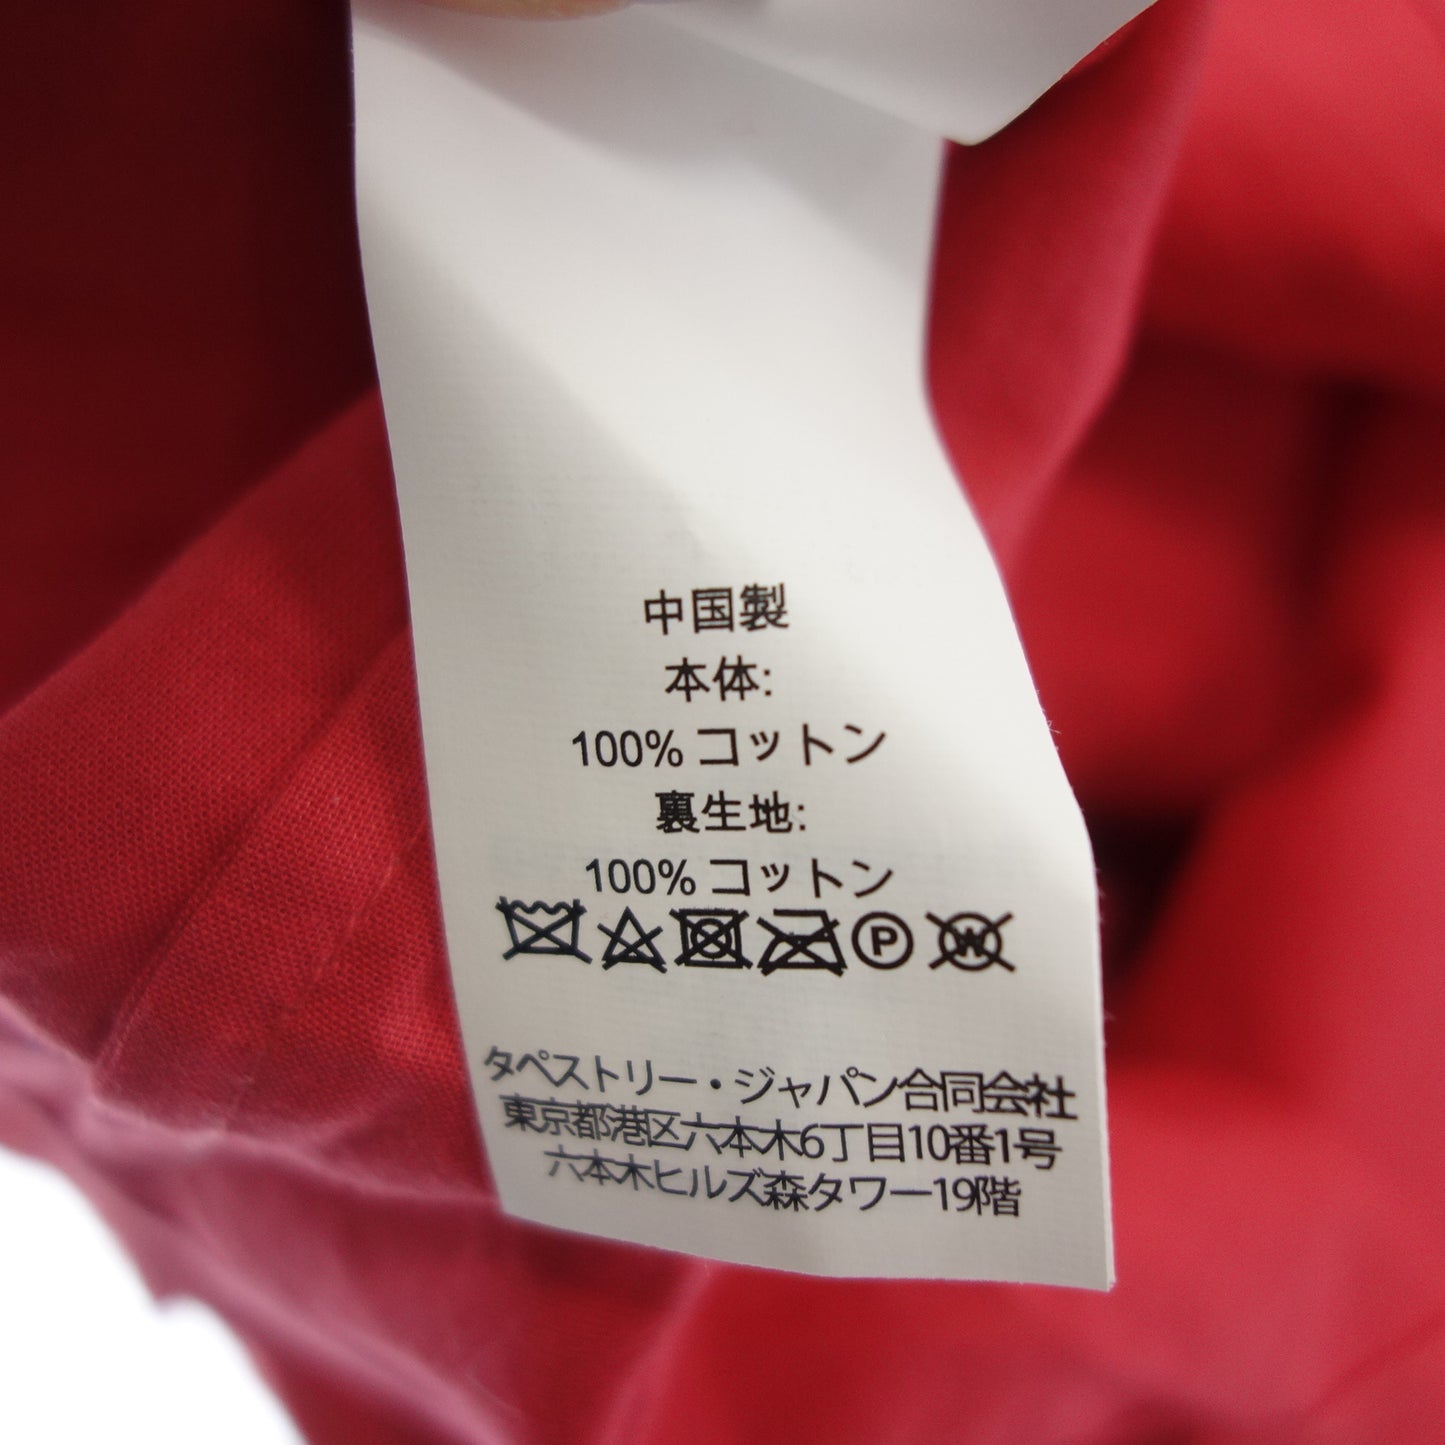 中国製
本体:
100% コットン
裏生地:
100% コットン
P W
タペストリー・ジャパン合同会社
東京都港区六本木6丁目10番1号
六本木ヒルズ森タワー19階